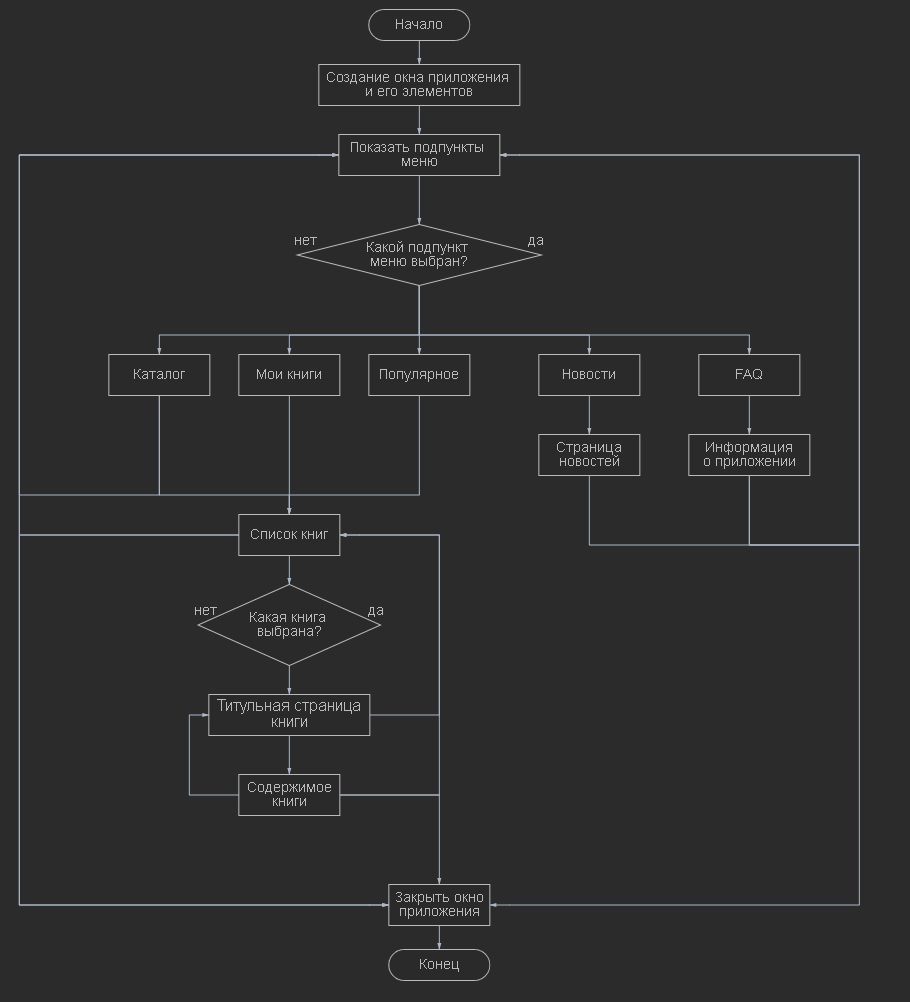 Начало
Создание окна приложения
и его элементов
Показать подпункты
меню
нет
да
Какой подпункт
меню выбран?
Каталог
Мои книги
Популярное
Новости
FAQ
Страница
новостей
Информация
о приложении
Список книг
нет
да
Какая книга
выбрана?
Титульная страница
книги
Содержимое
книги
Закрыть окно
приложения
Конец